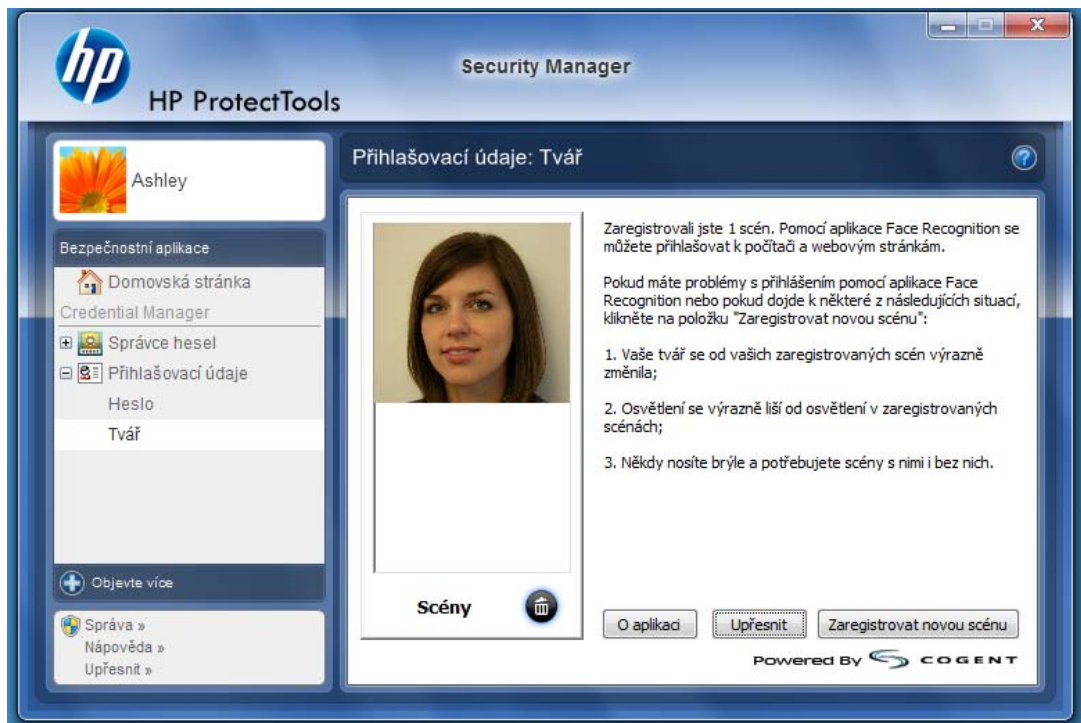 hp
HP ProtectTools
Security Manager
Ashley
Bezpečnostní aplikace
Domovská stránka
Credential Manager
Správce hesel
Přihlašovací údaje
Heslo
Tvář
Objevte více
Správa »
Nápověda »
Upřesnit »
Přihlašovací údaje: Tvář
?
Scény
Zaregistrovali jste 1 scén. Pomocí aplikace Face Recognition se
můžete přihlašovat k počítači a webovým stránkám.
Pokud máte problémy s přihlášením pomocí aplikace Face
Recognition nebo pokud dojde k některé z následujících situací,
klikněte na položku "Zaregistrovat novou scénu":
1. Vaše tvář se od vašich zaregistrovaných scén výrazně
změnila;
2. Osvětlení se výrazně liší od osvětlení v zaregistrovaných
scénách;
3. Někdy nosíte brýle a potřebujete scény s nimi i bez nich.
O aplikaci
Upřesnit
Zaregistrovat novou scénu
Powered By COGENT